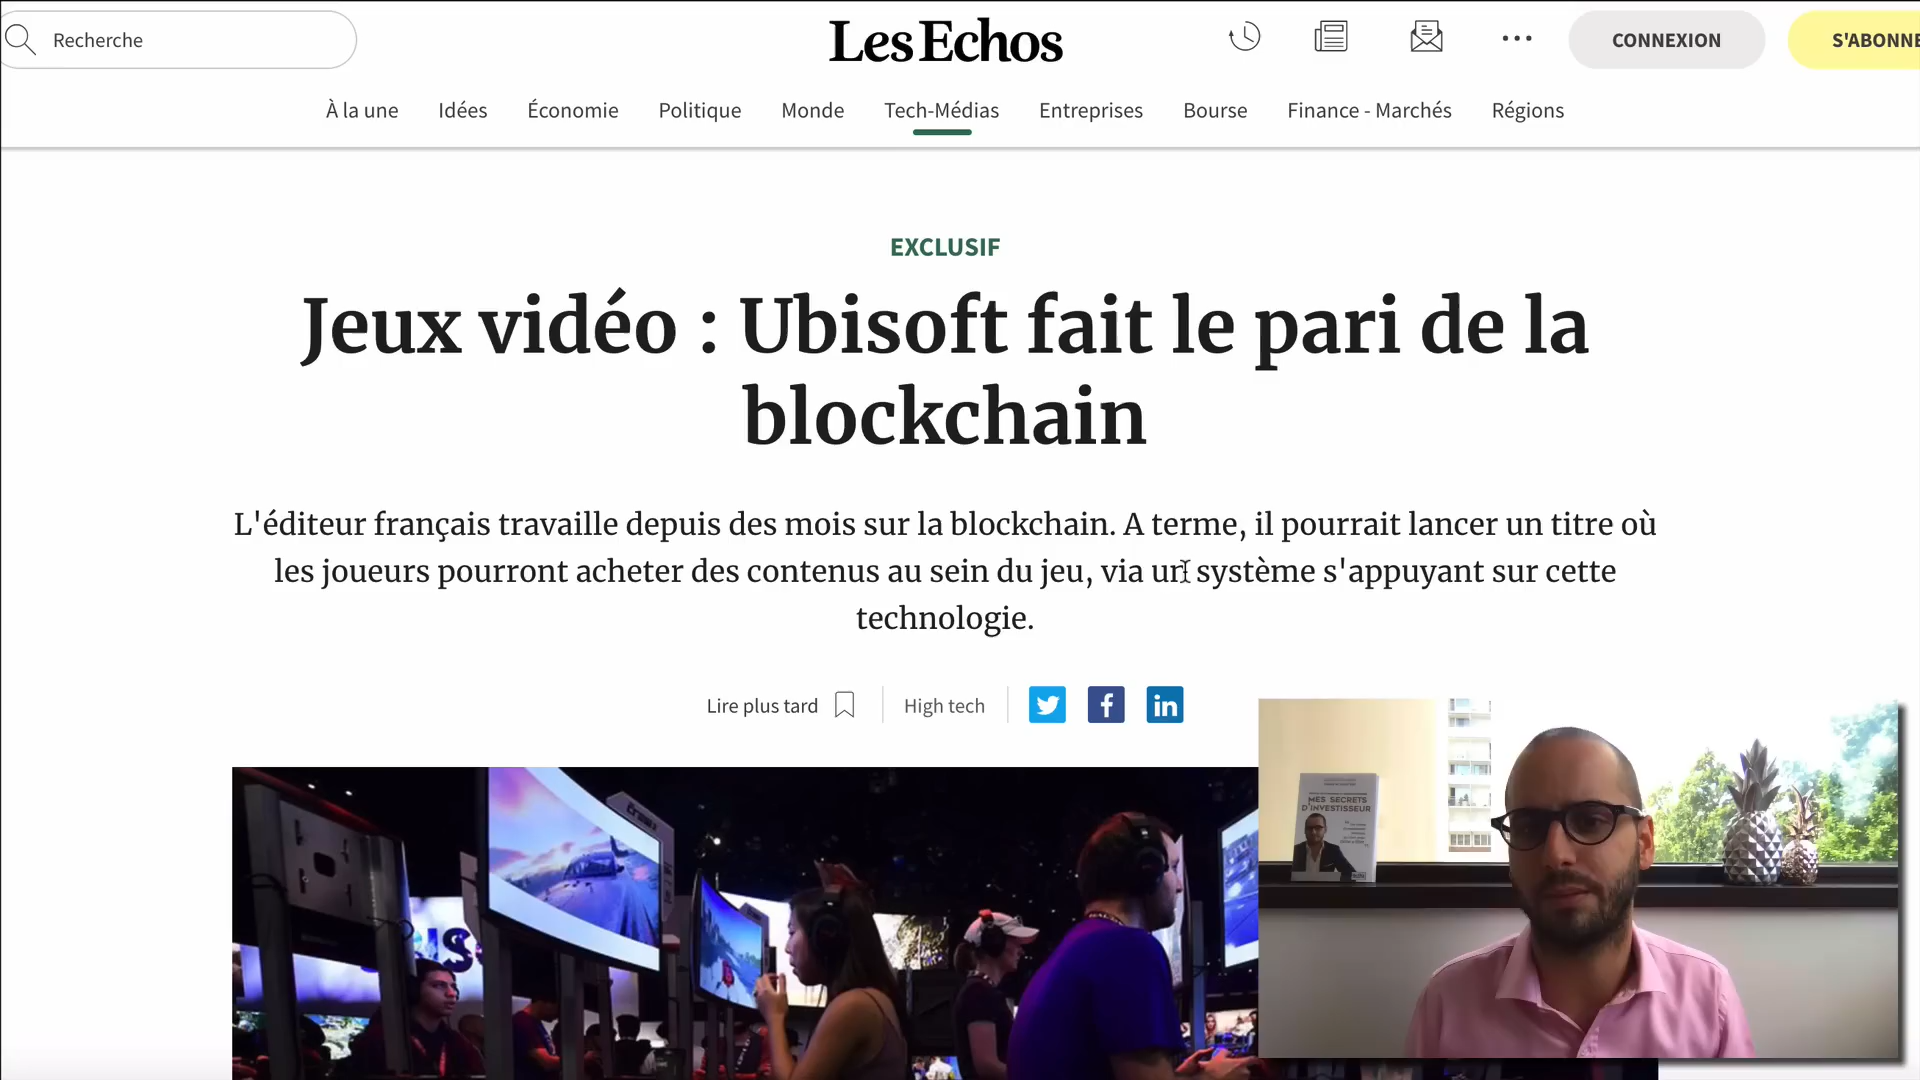 Recherche
Les Echos
CONNEXION
S'ABONNE
À la une
Idées
Économie
Politique
Monde
Tech-Médias
Entreprises
Bourse
Finance - Marchés
Régions
EXCLUSIF
Jeux vidéo : Ubisoft fait le pari de la
blockchain
L'éditeur français travaille depuis des mois sur la blockchain. A terme, il pourrait lancer un titre où
les joueurs pourront acheter des contenus au sein du jeu, via un système s'appuyant sur cette
technologie.
Lire plus tard
High tech
MES SECRETS
D'INVESTISSEUR